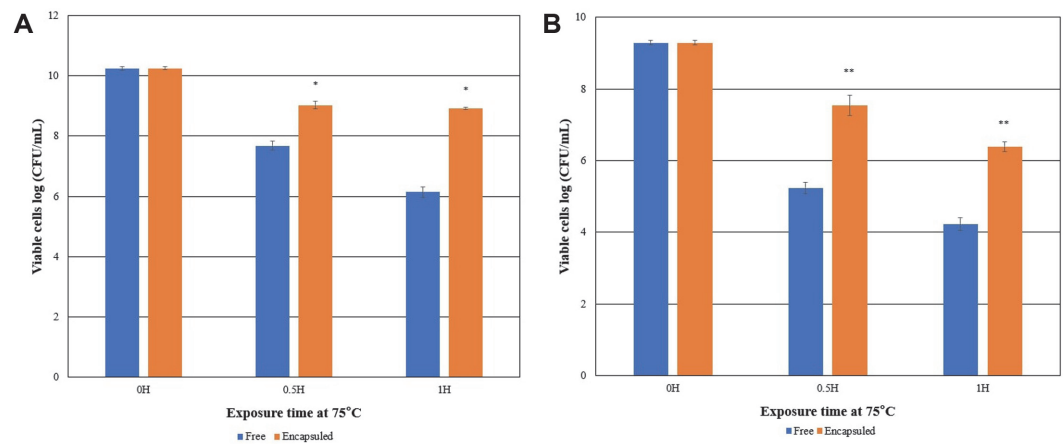 A
Viable cells log (CFU/mL)
12
10
8
6
4
2
0
*
*
0H
0.5H
1H
Exposure time at 75°C
Free
Encapsuled
B
Viable cells log (CFU/mL)
10
8
6
4
2
0
**
**
0H
0.5H
1H
Exposure time at 75°C
Free
Encapsuled